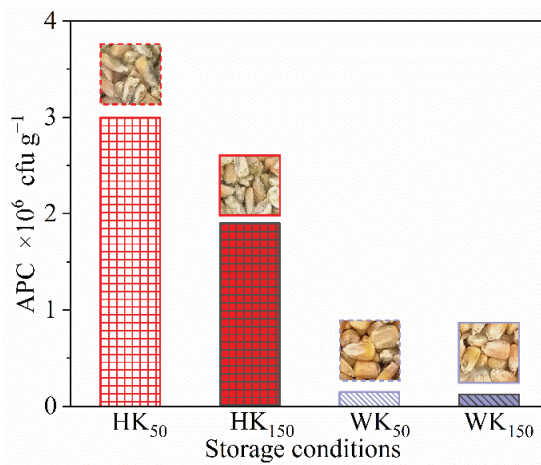 4
3
2
1
0
APC ×10⁶ cfu g⁻¹
HK₅₀ HK₁₅₀ WK₅₀ WK₁₅₀
Storage conditions